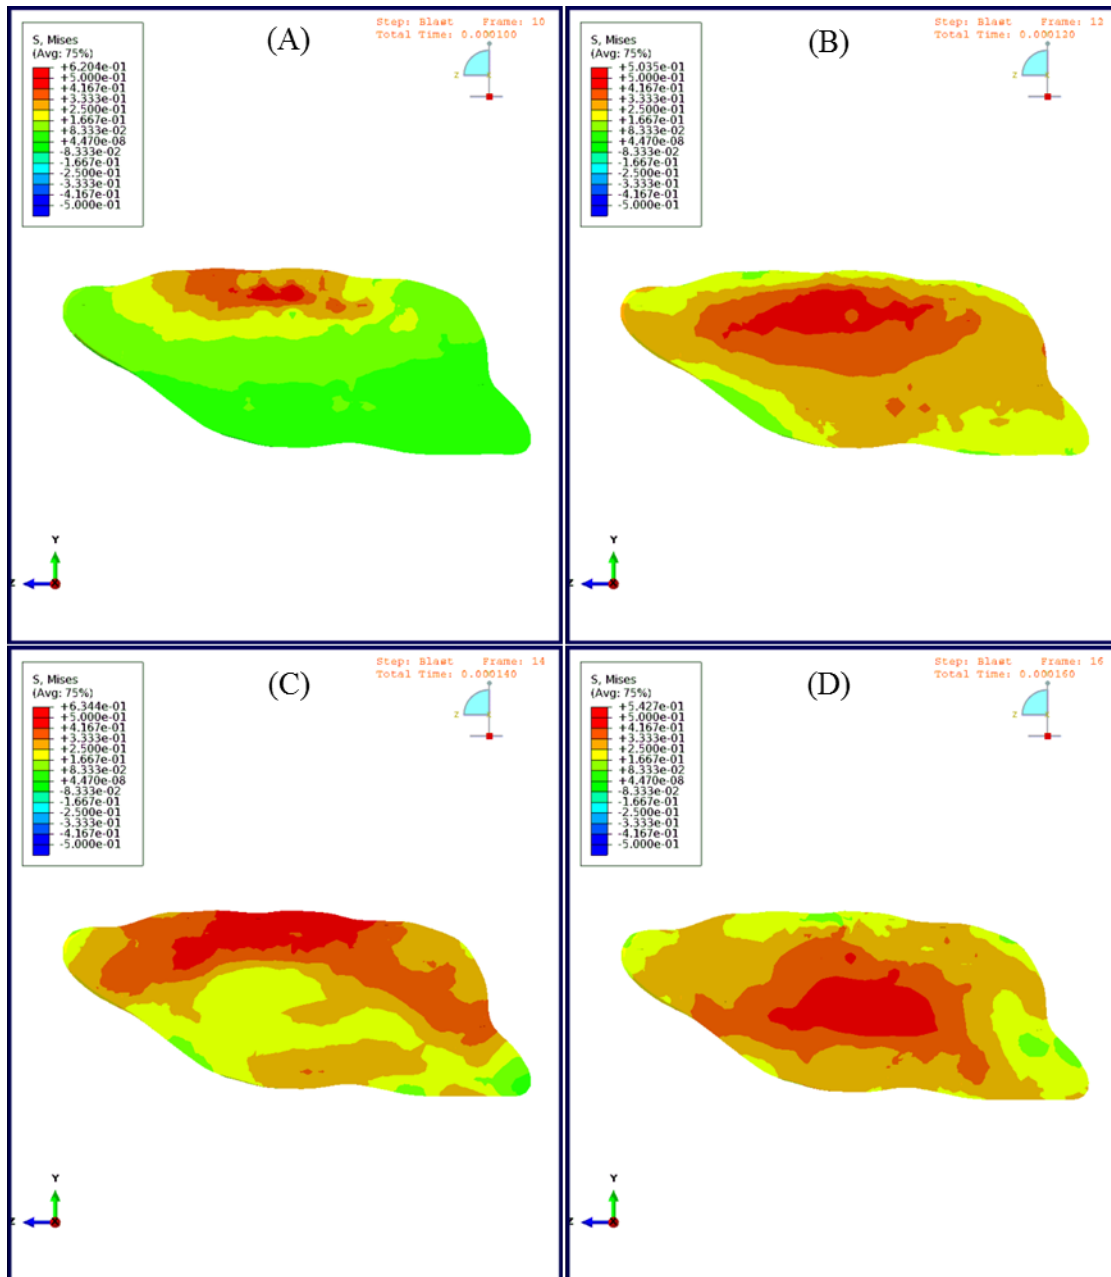 (A)
Step: Blast Frame: 10
Total Time: 0.000100
S, Mises
(Avg: 75%)
+6.204e-01
+5.000e-01
+4.167e-01
+3.333e-01
+2.500e-01
+1.667e-01
+8.333e-02
+4.470e-08
-8.333e-02
-1.667e-01
-2.500e-01
-3.333e-01
-4.167e-01
-5.000e-01
Z
Y
Z
X
(B)
Step: Blast Frame: 12
Total Time: 0.000120
S, Mises
(Avg: 75%)
+5.035e-01
+5.000e-01
+4.167e-01
+3.333e-01
+2.500e-01
+1.667e-01
+8.333e-02
+4.470e-08
-8.333e-02
-1.667e-01
-2.500e-01
-3.333e-01
-4.167e-01
-5.000e-01
Z
Y
Z
X
(C)
Step: Blast Frame: 14
Total Time: 0.000140
S, Mises
(Avg: 75%)
+6.344e-01
+5.000e-01
+4.167e-01
+3.333e-01
+2.500e-01
+1.667e-01
+8.333e-02
+4.470e-08
-8.333e-02
-1.667e-01
-2.500e-01
-3.333e-01
-4.167e-01
-5.000e-01
Z
Y
Z
X
(D)
Step: Blast Frame: 16
Total Time: 0.000160
S, Mises
(Avg: 75%)
+5.427e-01
+5.000e-01
+4.167e-01
+3.333e-01
+2.500e-01
+1.667e-01
+8.333e-02
+4.470e-08
-8.333e-02
-1.667e-01
-2.500e-01
-3.333e-01
-4.167e-01
-5.000e-01
Z
Y
Z
X